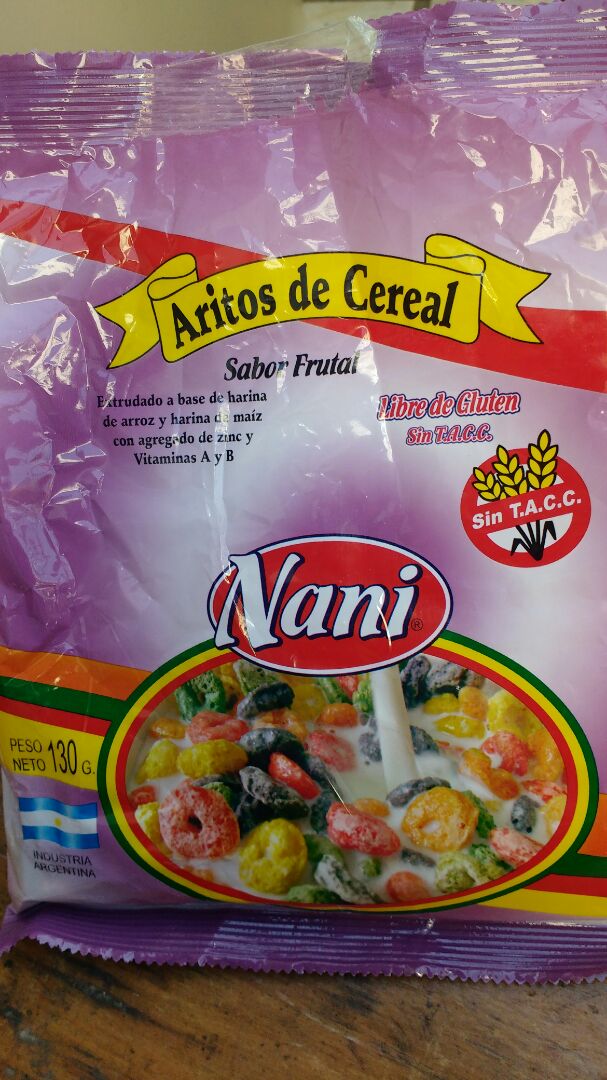 Aritos de Cereal
Sabor Frutal
Extrudado a base de harina
de arroz y harina de maíz
con agregado de zinc y
Vitaminas A y B
Libre de Gluten
Sin T.A.C.C.
Sin T.A.C.C.
Nani®
PESO
NETO 130 G.
INDUSTRIA
ARGENTINA